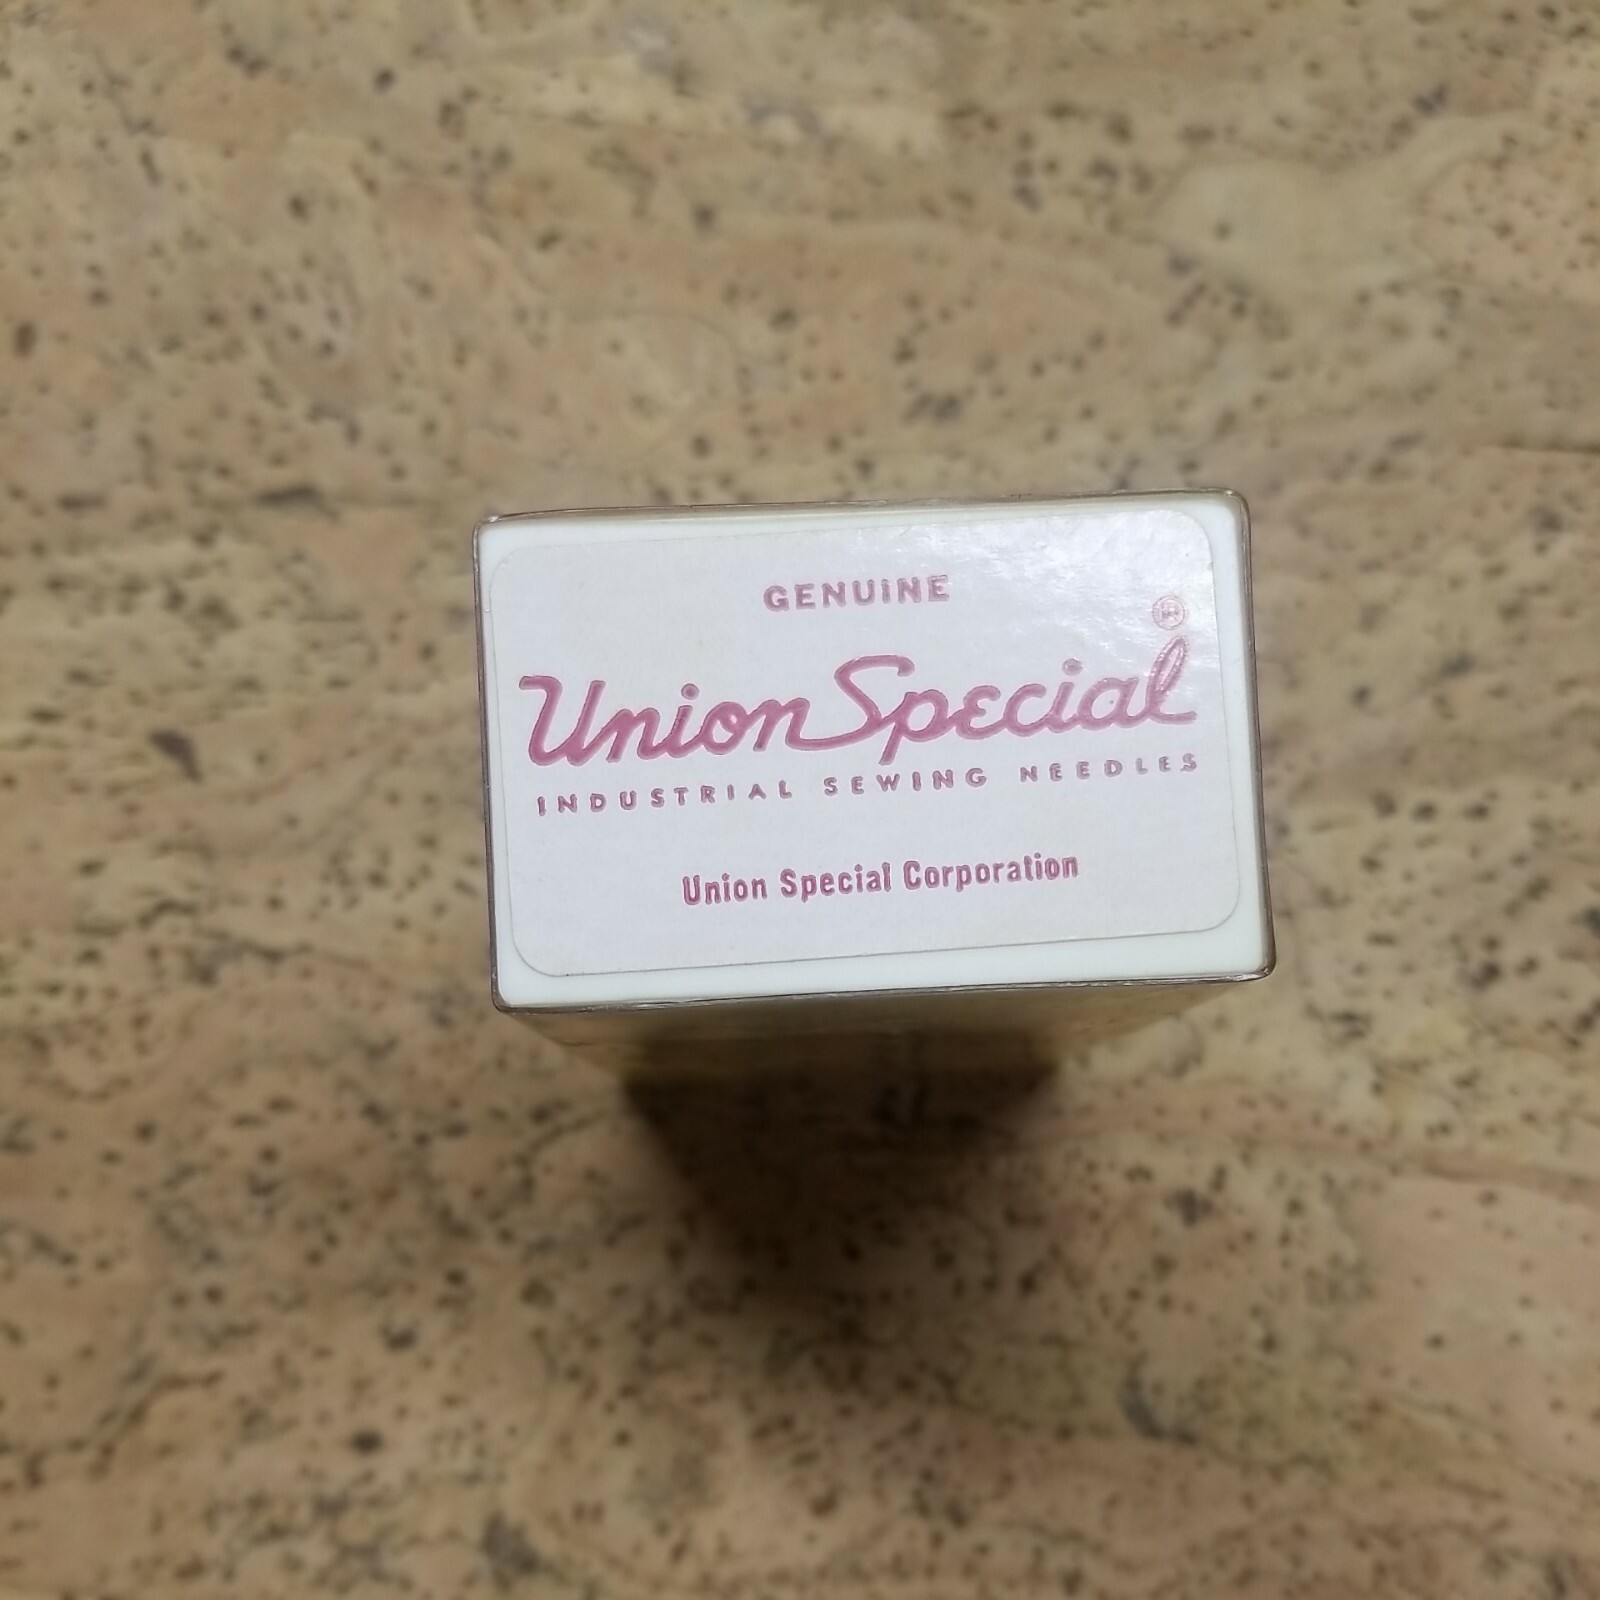 GENUINE
Union Special ®
INDUSTRIAL SEWING NEEDLES
Union Special Corporation